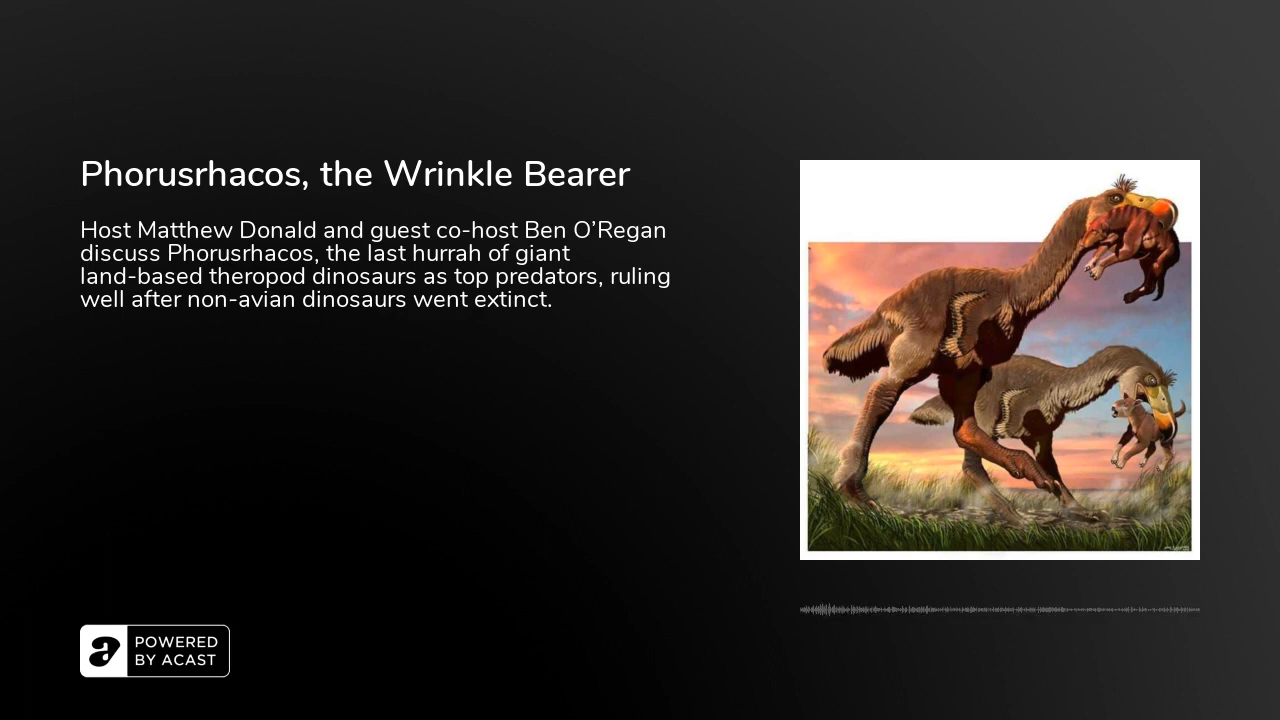 Phorusrhacos, the Wrinkle Bearer
Host Matthew Donald and guest co-host Ben O’Regan
discuss Phorusrhacos, the last hurrah of giant
land-based theropod dinosaurs as top predators, ruling
well after non-avian dinosaurs went extinct.
POWERED
BY ACAST